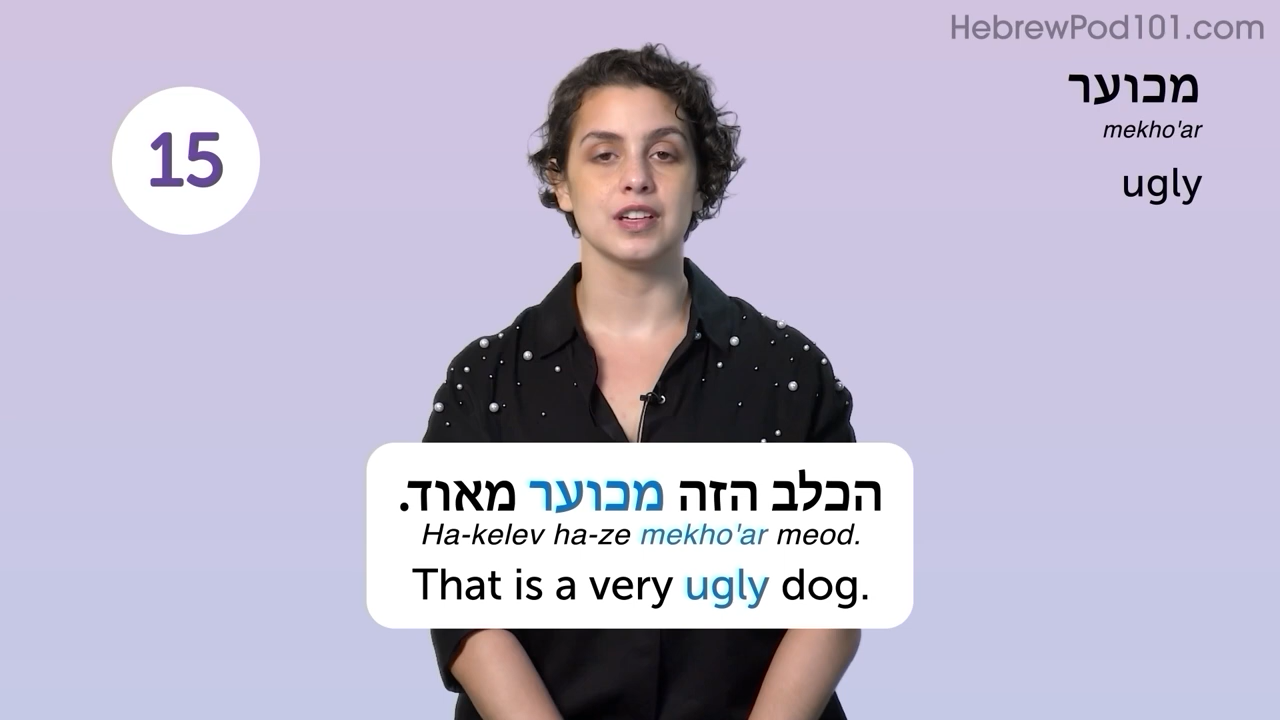 HebrewPod101.com
15
מכוער
mekho'ar
ugly
הכלב הזה מכוער מאוד.
Ha-kelev ha-ze mekho'ar meod.
That is a very ugly dog.